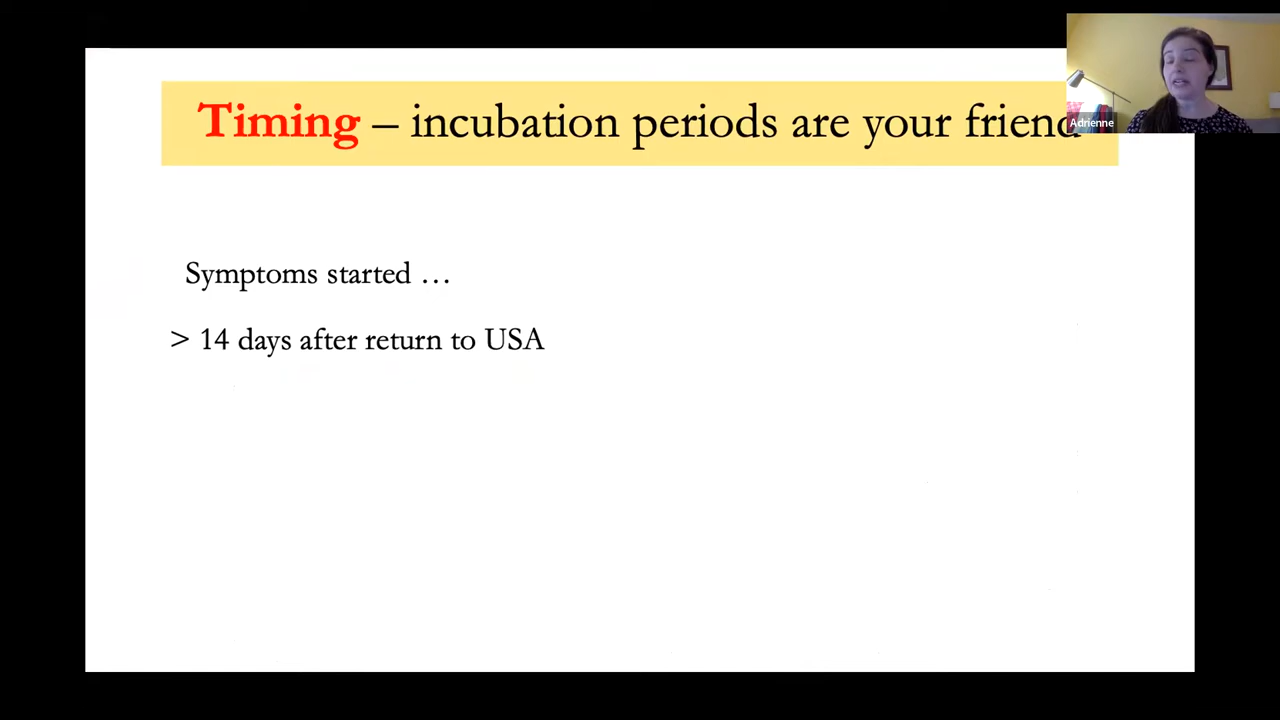 Timing – incubation periods are your friend
Adrienne
Symptoms started …
> 14 days after return to USA